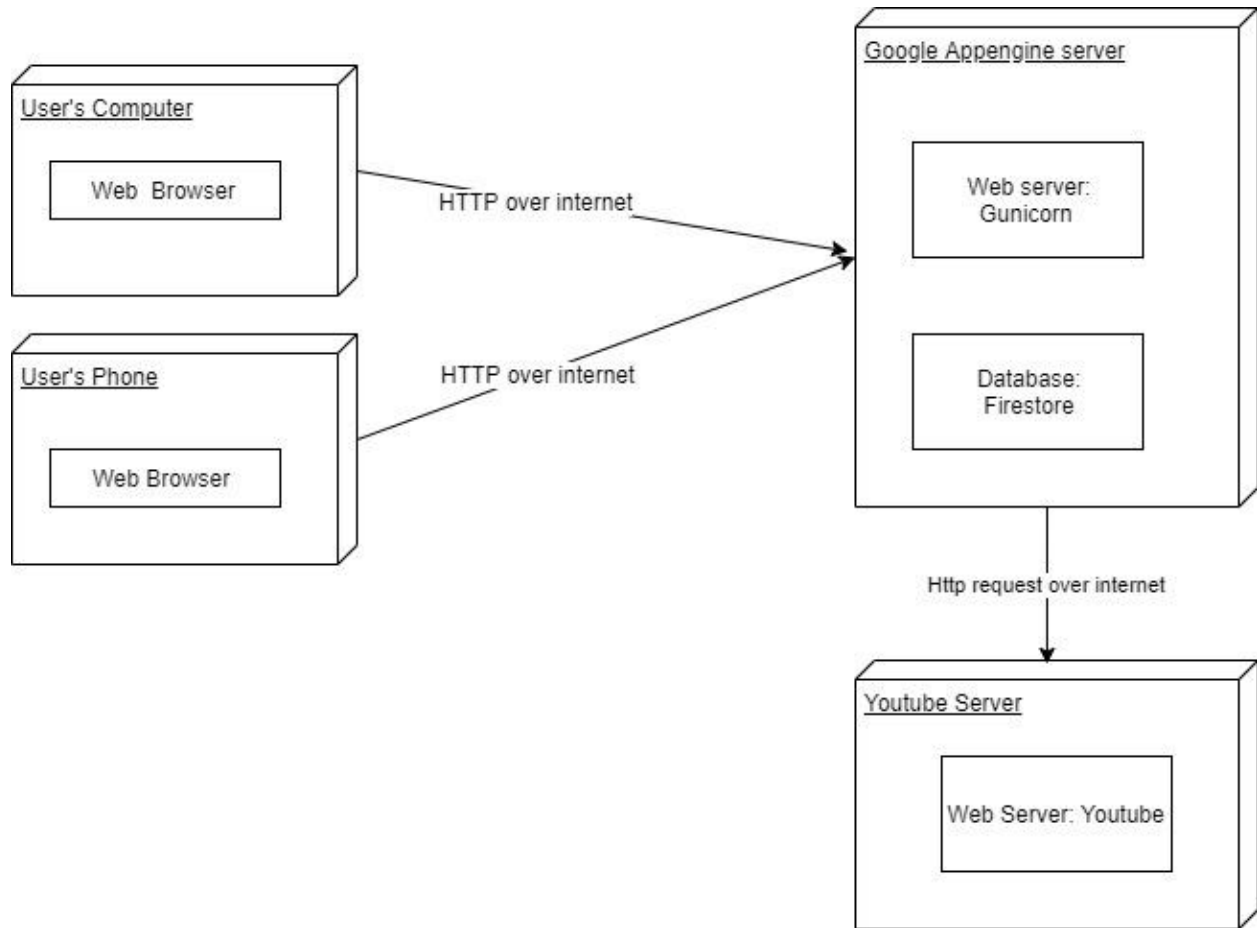 User's Computer
Web Browser
HTTP over internet
User's Phone
Web Browser
HTTP over internet
Google Appengine server
Web server:
Gunicorn
Database:
Firestore
Http request over internet
Youtube Server
Web Server: Youtube